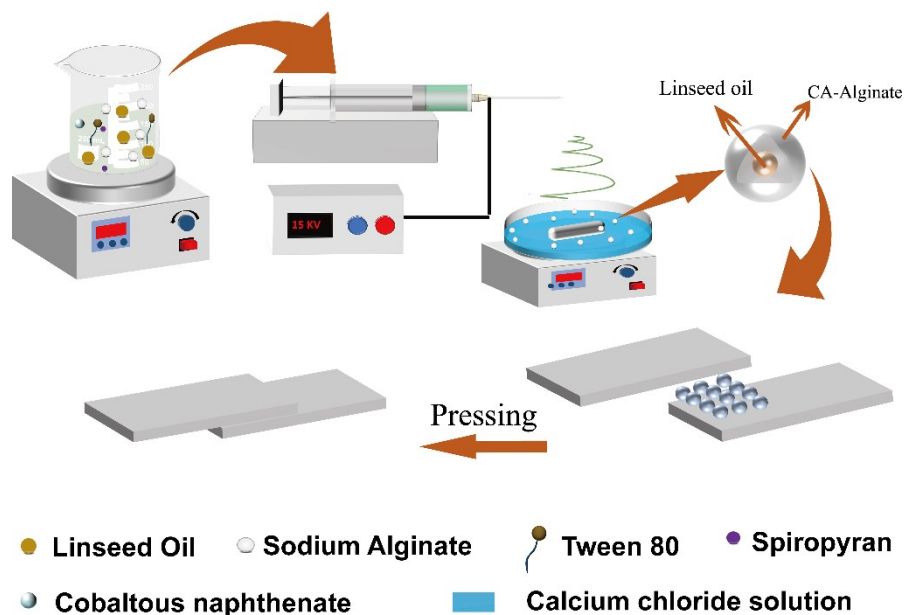 Linseed oil
CA-Alginate
15 KV
Pressing
Linseed Oil
Sodium Alginate
Tween 80
Spiropyran
Cobaltous naphthenate
Calcium chloride solution